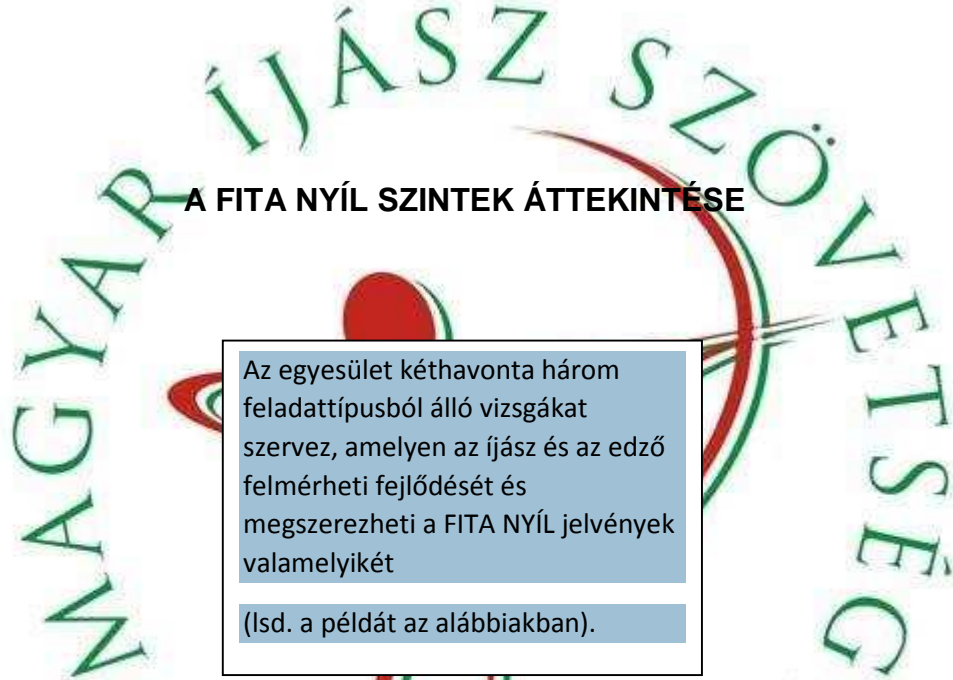 MAGYAR ÍJÁSZ SZÖVETSÉG
A FITA NYÍL SZINTEK ÁTTEKINTÉSE
Az egyesület kéthavonta három
feladattípusból álló vizsgákat
szervez, amelyen az íjász és az edző
felmérheti fejlődését és
megszerezheti a FITA NYÍL jelvények
valamelyikét
(lsd. a példát az alábbiakban).